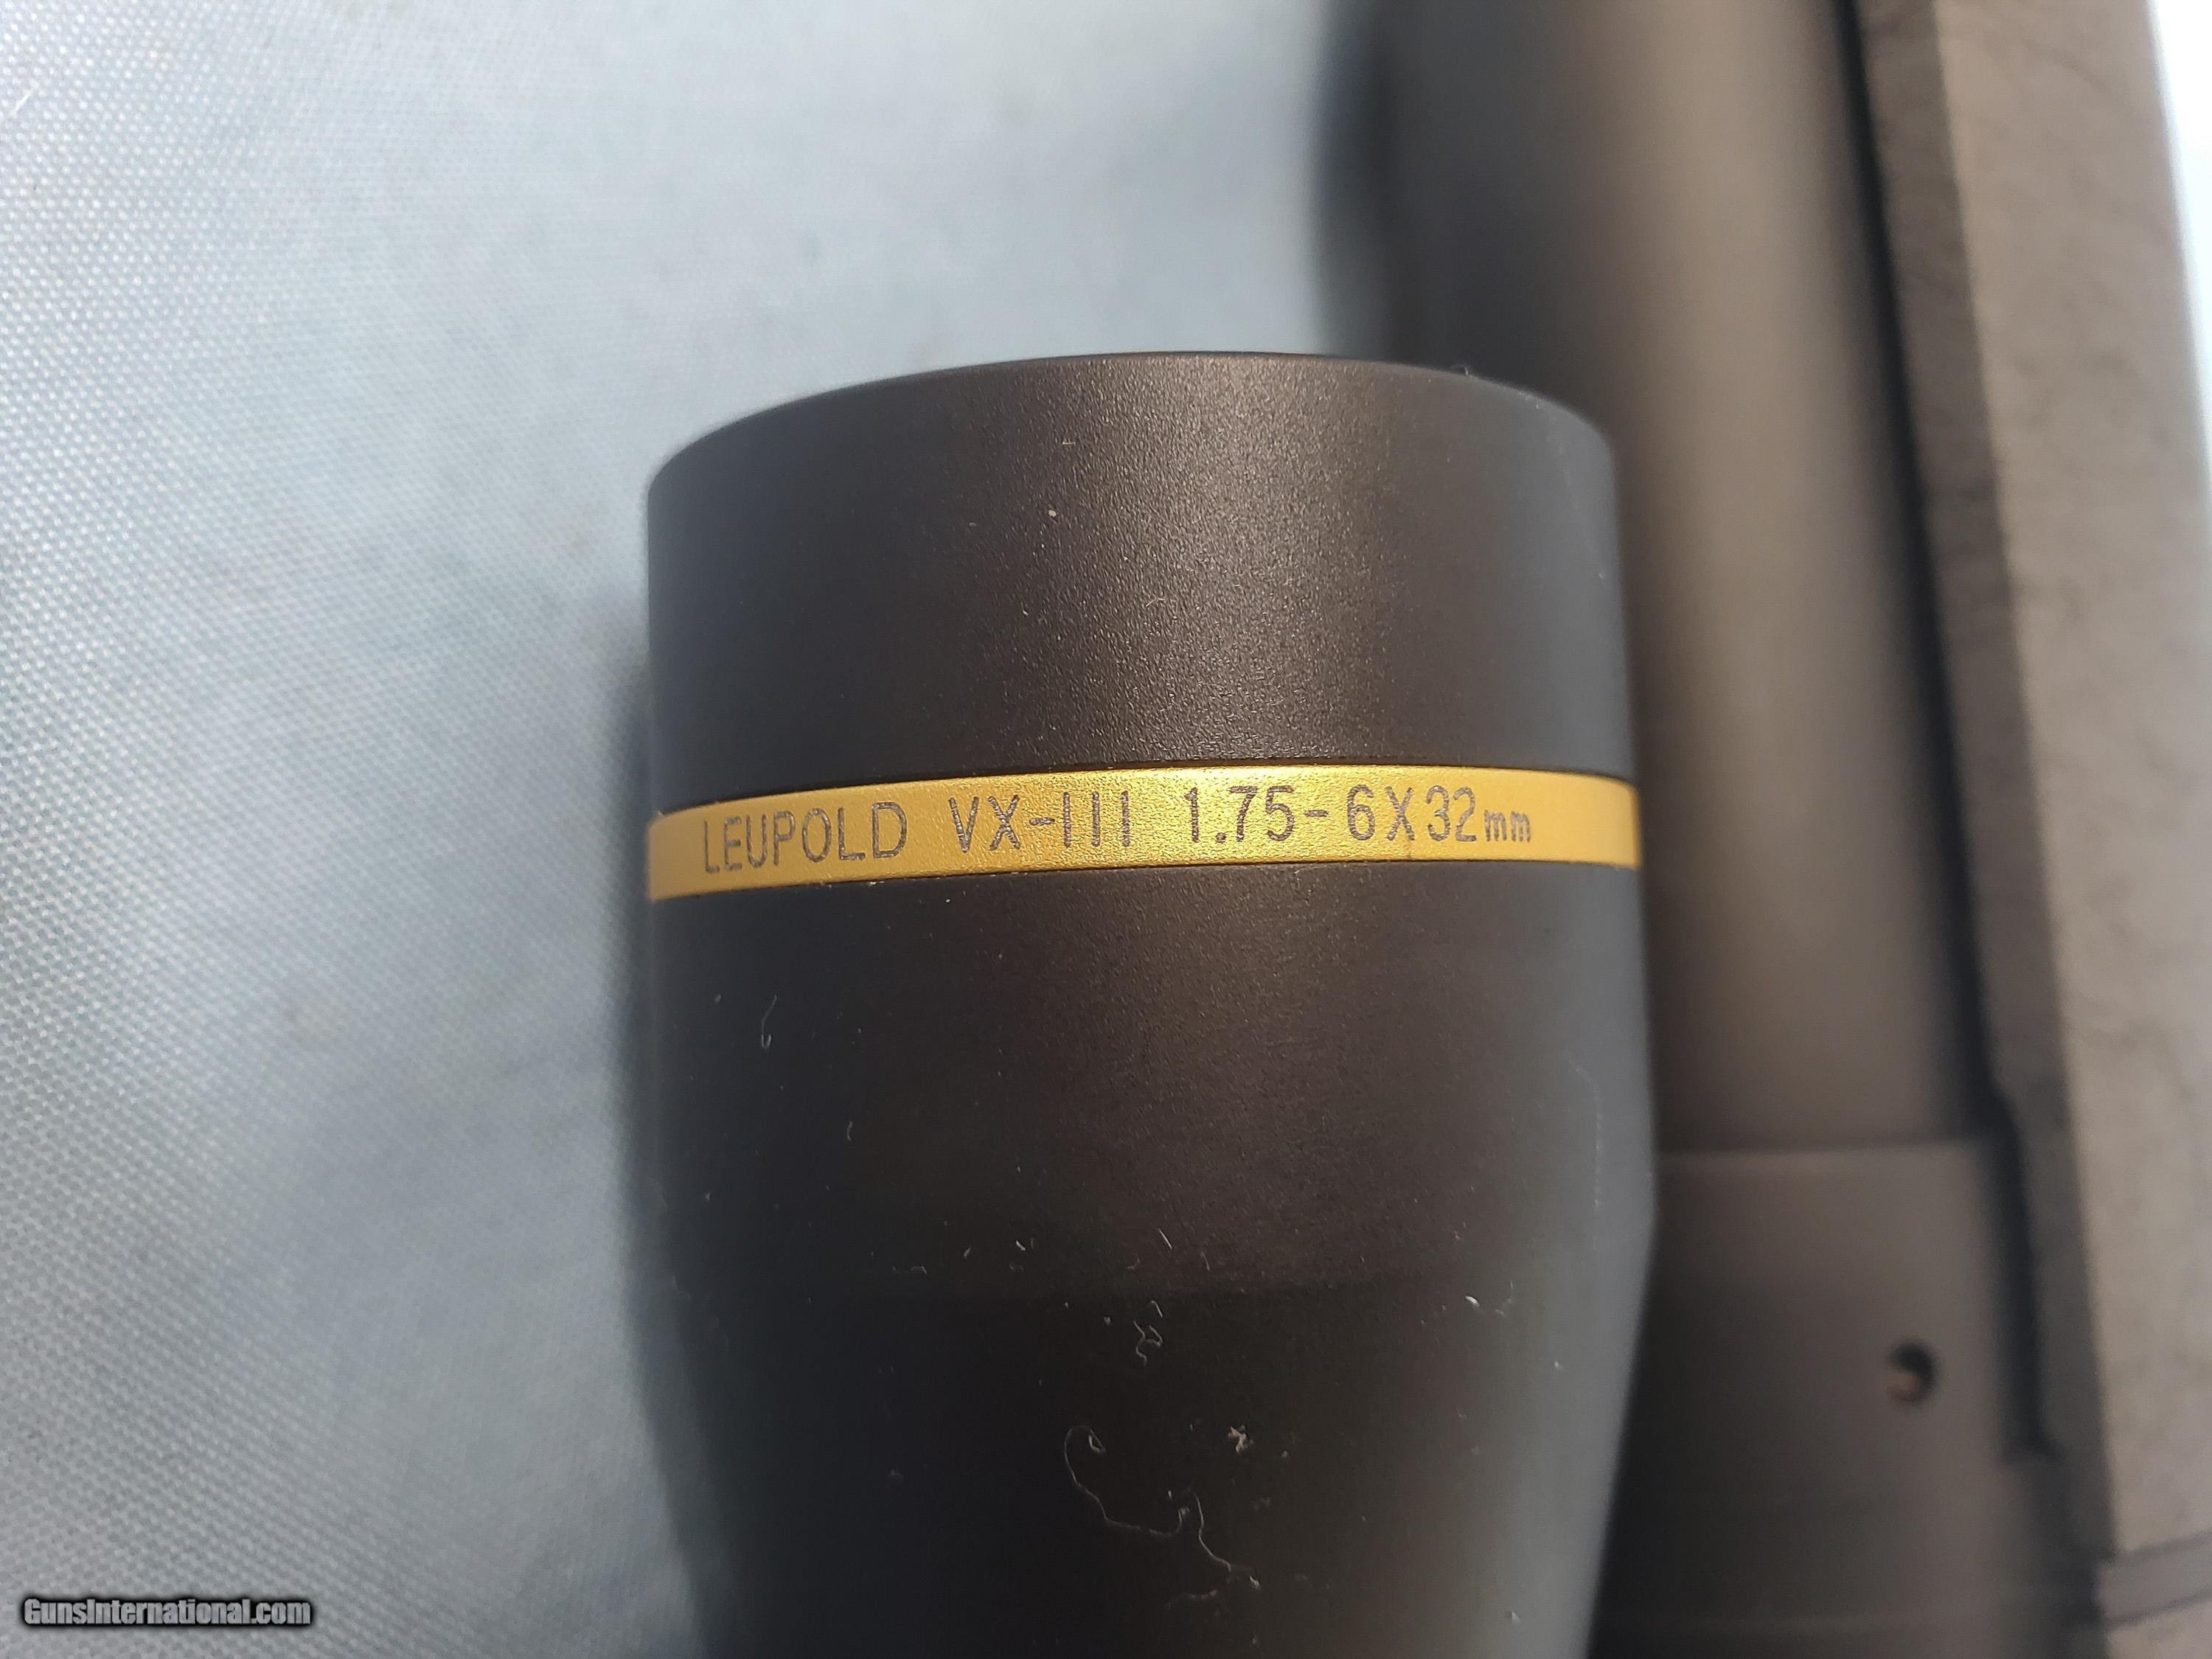 LEUPOLD VX-III 1.75-6X32mm
GunsInternational.com